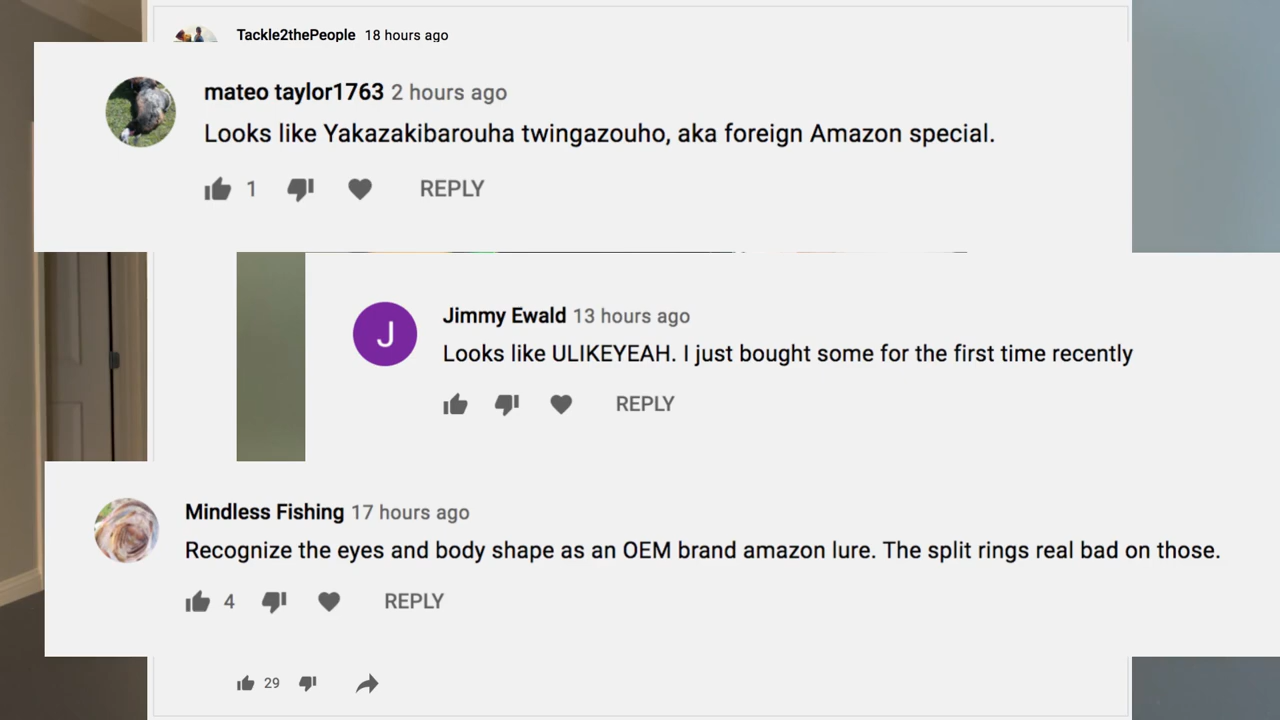 Tackle2thePeople 18 hours ago
mateo taylor1763 2 hours ago
Looks like Yakazakibarouha twingazouho, aka foreign Amazon special.
1 REPLY
Jimmy Ewald 13 hours ago
J
Looks like ULIKEYEAH. I just bought some for the first time recently
REPLY
Mindless Fishing 17 hours ago
Recognize the eyes and body shape as an OEM brand amazon lure. The split rings real bad on those.
4 REPLY
29